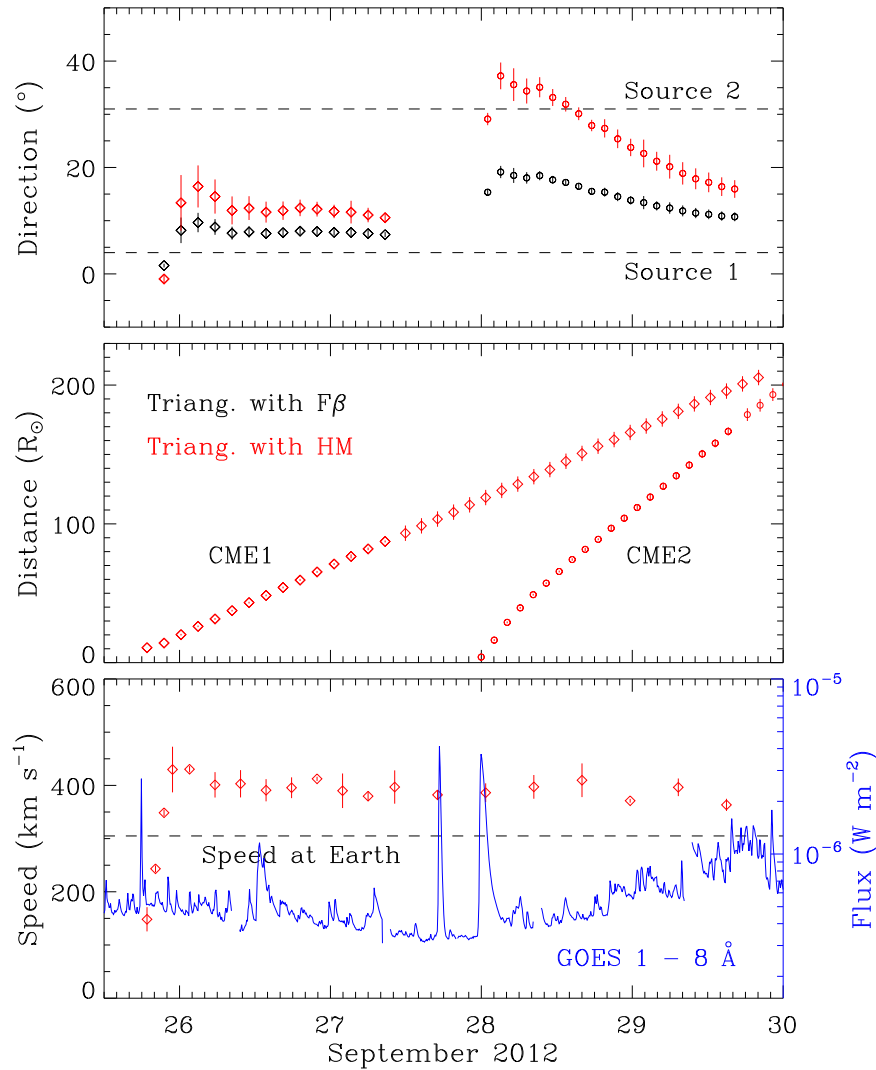 40
20
0
Direction (°)
Source 2
Source 1
200
100
0
Distance (R☉)
Triang. with Fβ
Triang. with HM
CME1
CME2
600
400
200
0
Speed (km s⁻¹)
Speed at Earth
GOES 1 – 8 Å
10⁻⁵
10⁻⁶
Flux (W m⁻²)
26 27 28 29 30
September 2012